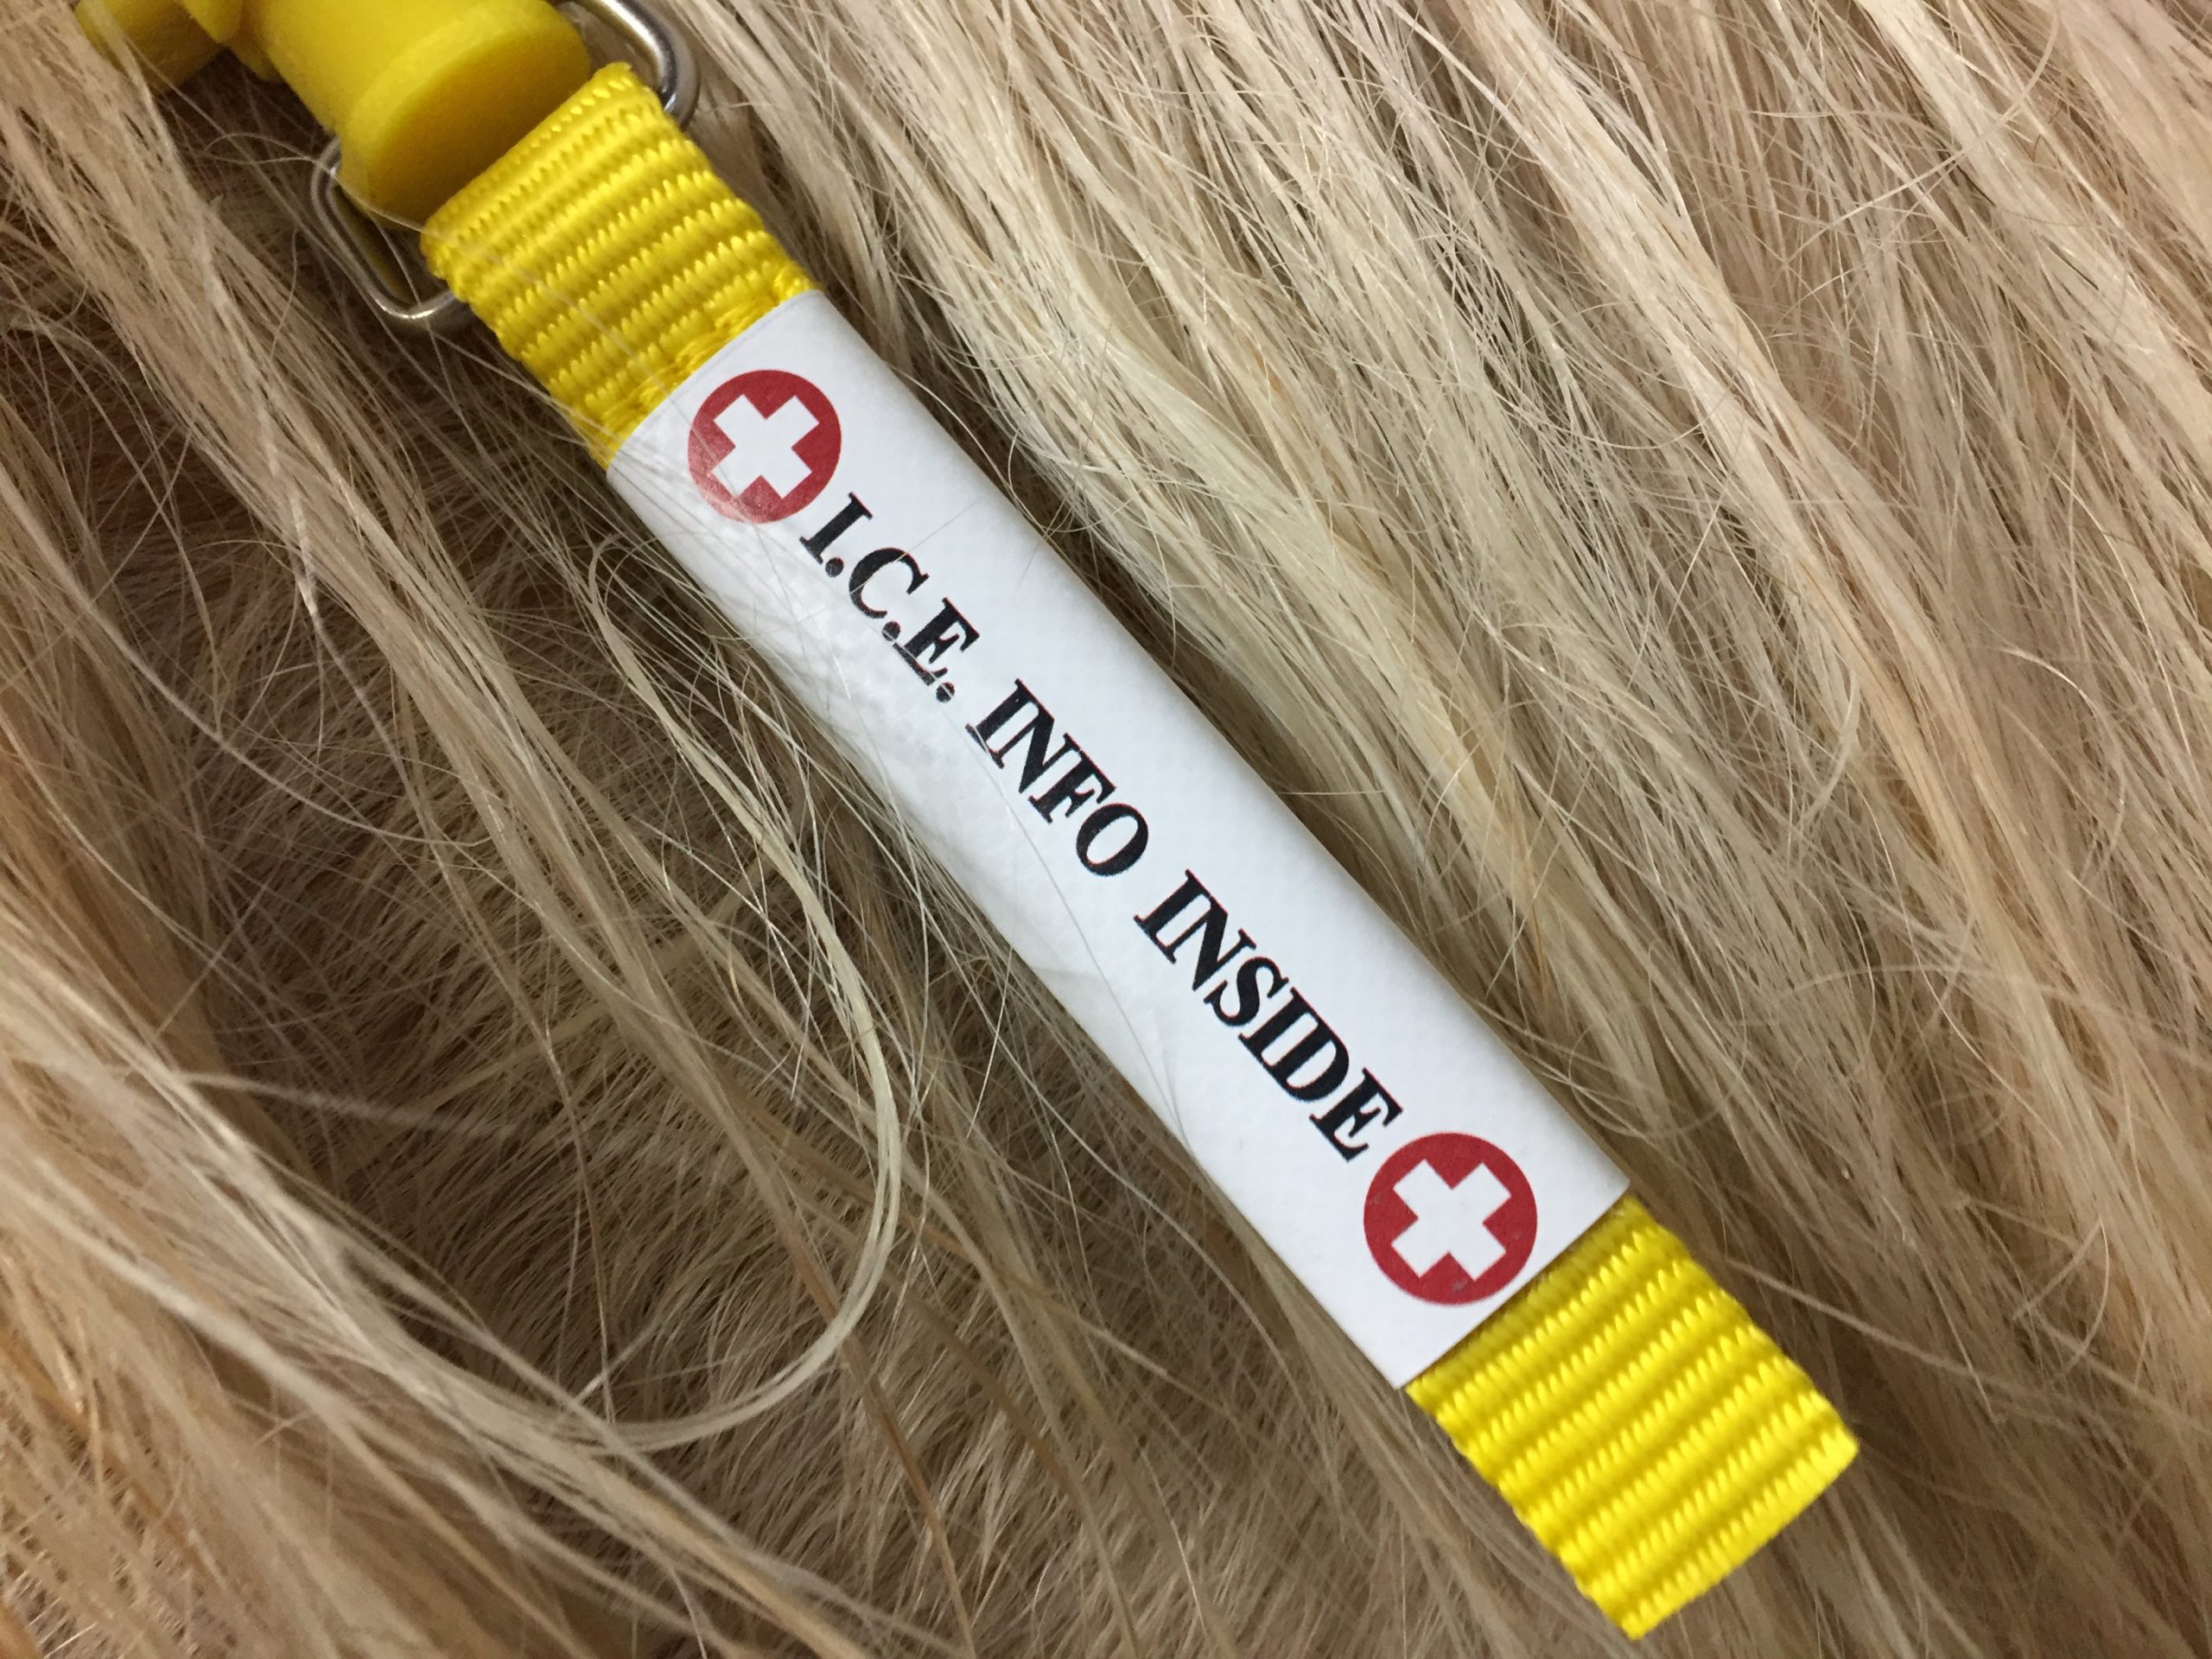 I.C.E. INFO INSIDE